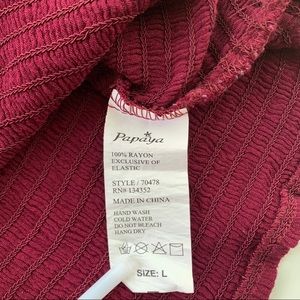 Papaya
100% RAYON
EXCLUSIVE OF
ELASTIC
STYLE / 70478
RN# 134352
MADE IN CHINA
HAND WASH
COLD WATER
DO NOT BLEACH
HANG DRY
SIZE: L